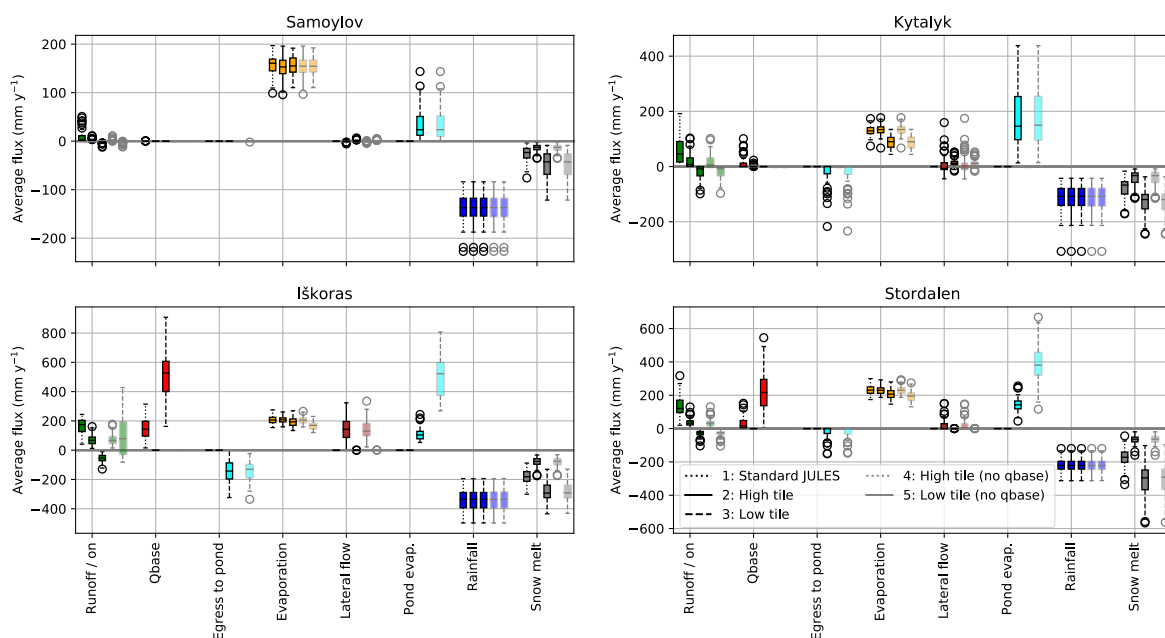 Samoylov
Average flux (mm y⁻¹)
200
100
0
−100
−200
Kytalyk
Average flux (mm y⁻¹)
400
200
0
−200
Iškoras
Average flux (mm y⁻¹)
800
600
400
200
0
−200
−400
Runoff / on
Qbase
Egress to pond
Evaporation
Lateral flow
Pond evap.
Rainfall
Snow melt
Stordalen
Average flux (mm y⁻¹)
800
600
400
200
0
−200
−400
−600
1: Standard JULES
2: High tile
3: Low tile
4: High tile (no qbase)
5: Low tile (no qbase)
Runoff / on
Qbase
Egress to pond
Evaporation
Lateral flow
Pond evap.
Rainfall
Snow melt